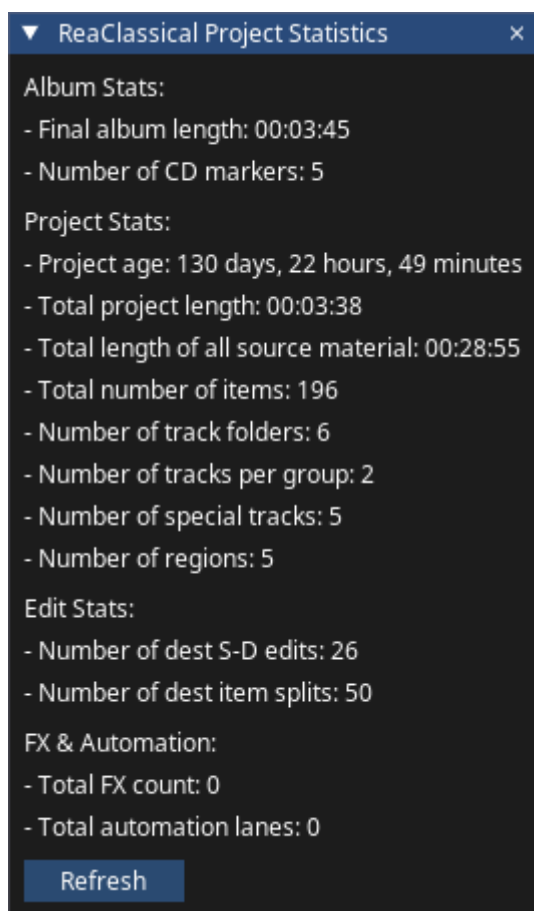 ReaClassical Project Statistics
Album Stats:
- Final album length: 00:03:45
- Number of CD markers: 5
Project Stats:
- Project age: 130 days, 22 hours, 49 minutes
- Total project length: 00:03:38
- Total length of all source material: 00:28:55
- Total number of items: 196
- Number of track folders: 6
- Number of tracks per group: 2
- Number of special tracks: 5
- Number of regions: 5
Edit Stats:
- Number of dest S-D edits: 26
- Number of dest item splits: 50
FX & Automation:
- Total FX count: 0
- Total automation lanes: 0
Refresh